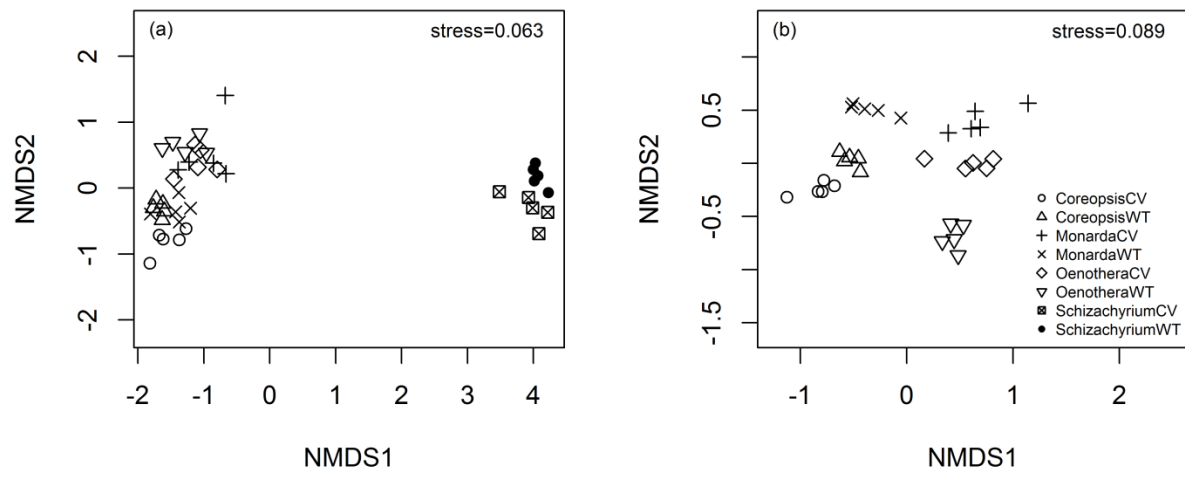 (a)
stress=0.063
2
1
0
-1
-2
NMDS2
-2
-1
0
1
2
3
4
NMDS1
(b)
stress=0.089
0.5
-0.5
-1.5
NMDS2
CoreopsisCV
CoreopsisWT
MonardaCV
MonardaWT
OenotheraCV
OenotheraWT
SchizachyriumCV
SchizachyriumWT
-1
0
1
2
NMDS1